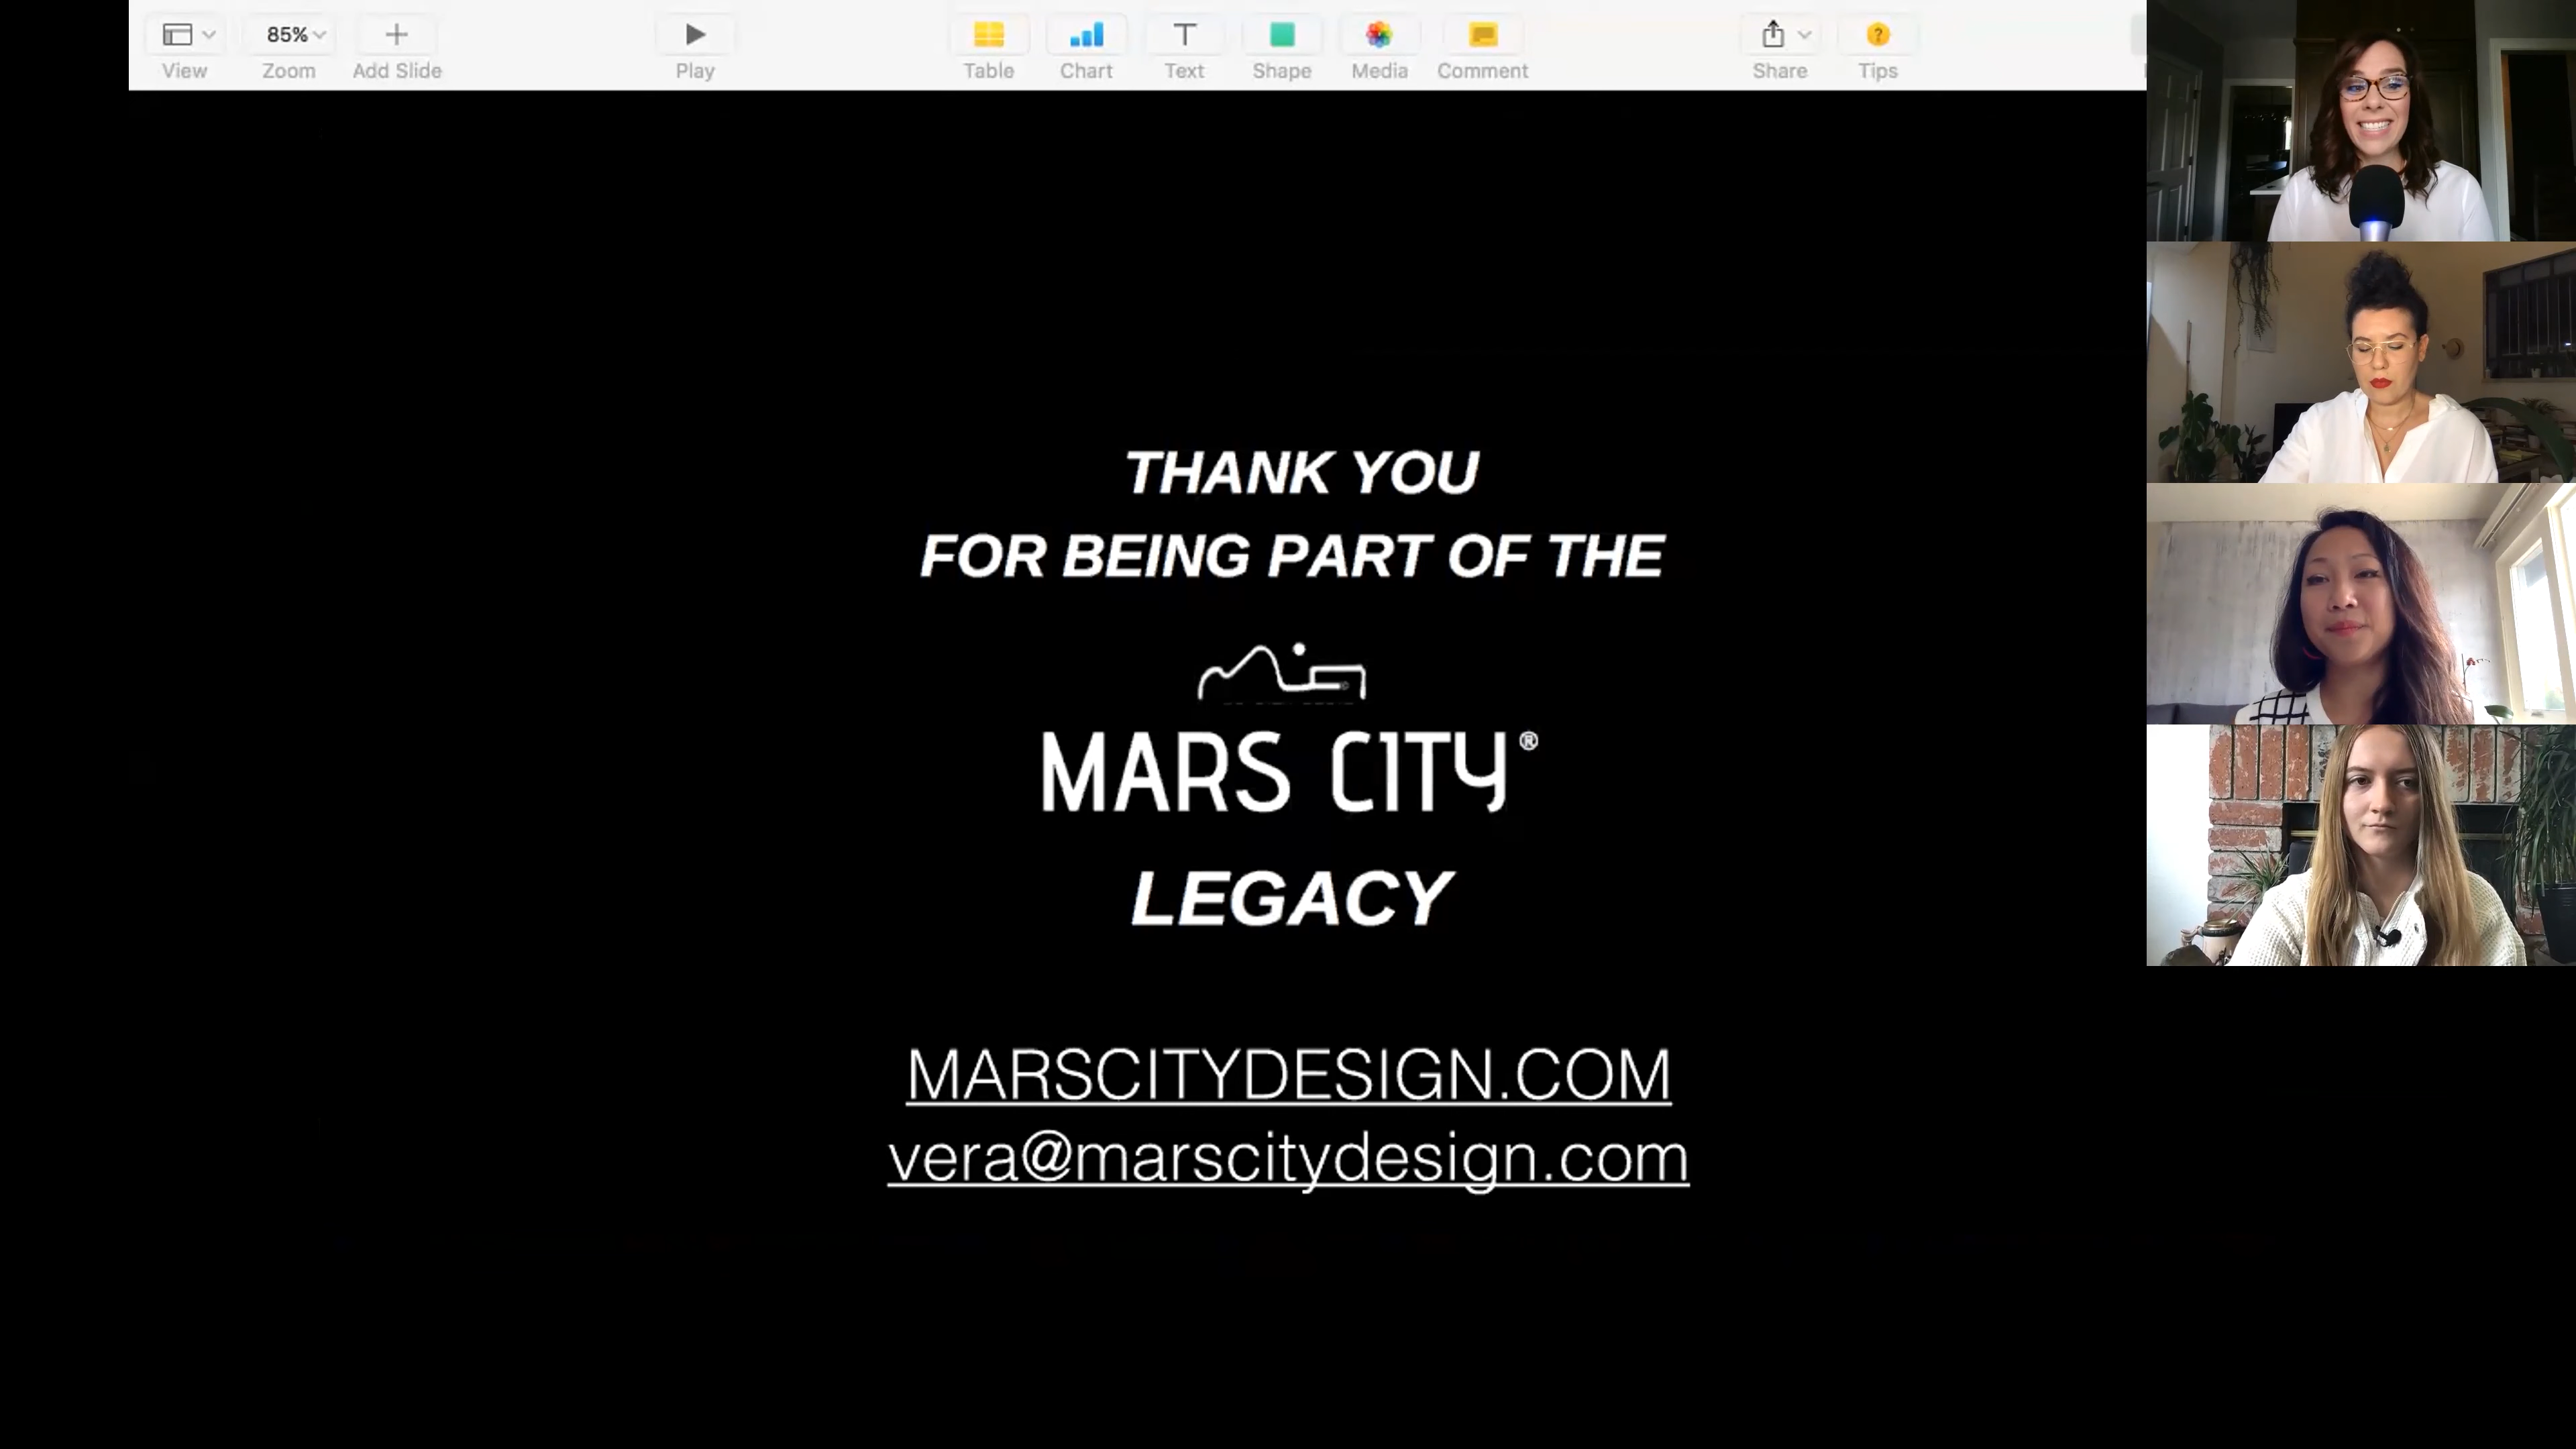 85%
View
Zoom
Add Slide
Play
Table
Chart
Text
Shape
Media
Comment
Share
Tips
THANK YOU
FOR BEING PART OF THE
MARS CITY®
LEGACY
MARSCITYDESIGN.COM
vera@marscitydesign.com